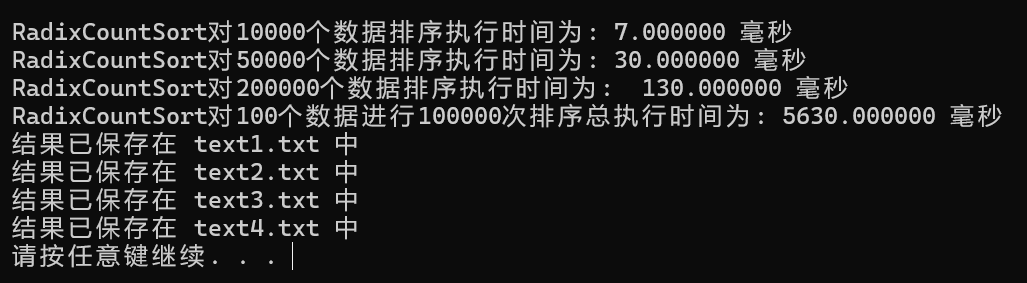 RadixCountSort对10000个数据排序执行时间为: 7.000000 毫秒
RadixCountSort对50000个数据排序执行时间为: 30.000000 毫秒
RadixCountSort对200000个数据排序执行时间为:  130.000000 毫秒
RadixCountSort对100个数据进行100000次排序总执行时间为: 5630.000000 毫秒
结果已保存在 text1.txt 中
结果已保存在 text2.txt 中
结果已保存在 text3.txt 中
结果已保存在 text4.txt 中
请按任意键继续. . .